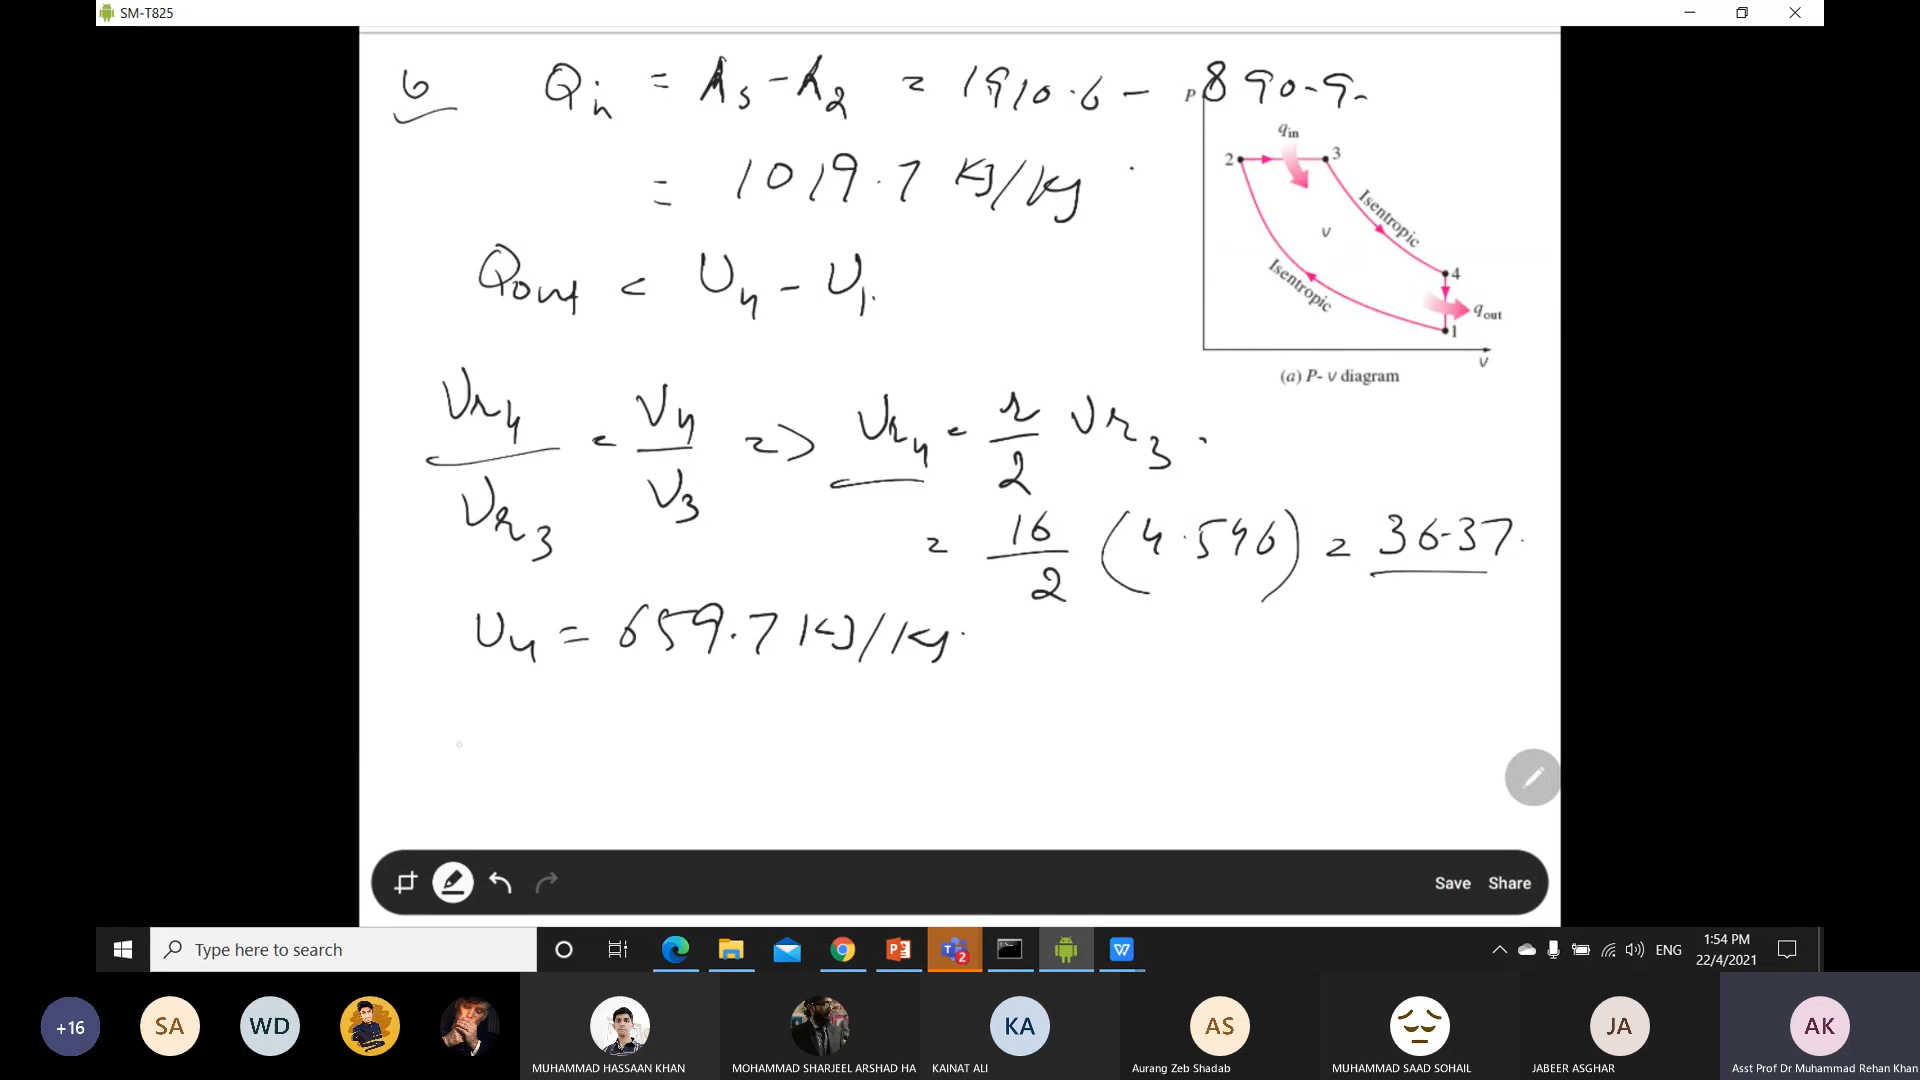 SM-T825
b Qin = h3 - h2 = 1910.6 - 890.9
= 1019.7 KJ/Kg
Qout = U4 - U1
Vr4 / Vr3 = V4 / V3 => Vr4 = r/2 Vr3
= 16/2 (4.546) = 36.37
U4 = 659.7 KJ/Kg
P
qin
2
3
Isentropic
v
Isentropic
4
qout
1
v
(a) P- v diagram
Save Share
Type here to search
2
W
ENG
1:54 PM
22/4/2021
+16
SA
WD
KA
AS
JA
AK
MUHAMMAD HASSAAN KHAN
MOHAMMAD SHARJEEL ARSHAD HA
KAINAT ALI
Aurang Zeb Shadab
MUHAMMAD SAAD SOHAIL
JABEER ASGHAR
Asst Prof Dr Muhammad Rehan Khan